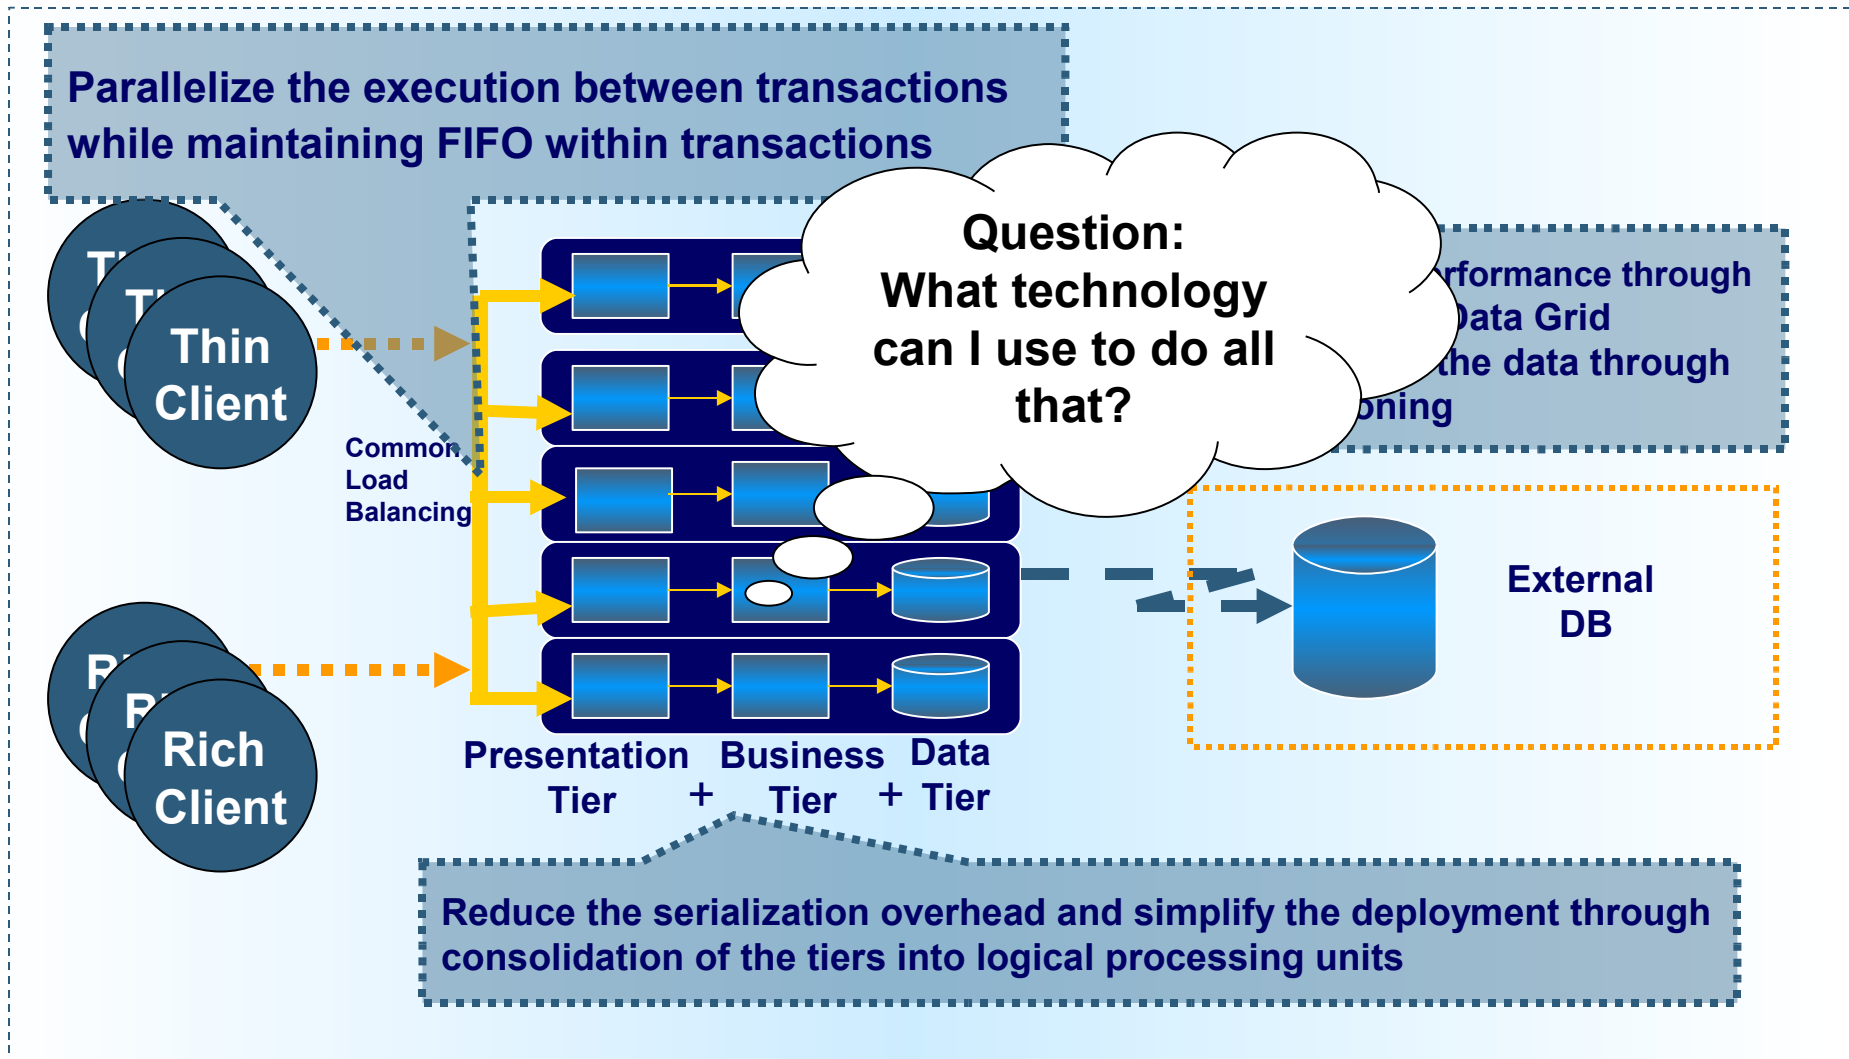 Parallelize the execution between transactions
while maintaining FIFO within transactions
Question:
What technology
can I use to do all
that?
performance through
Data Grid
the data through
Thin
Client
Common
Load
Balancing
External
DB
Rich
Client
Presentation
Tier
+
Business
Tier
+
Data
Tier
Reduce the serialization overhead and simplify the deployment through
consolidation of the tiers into logical processing units